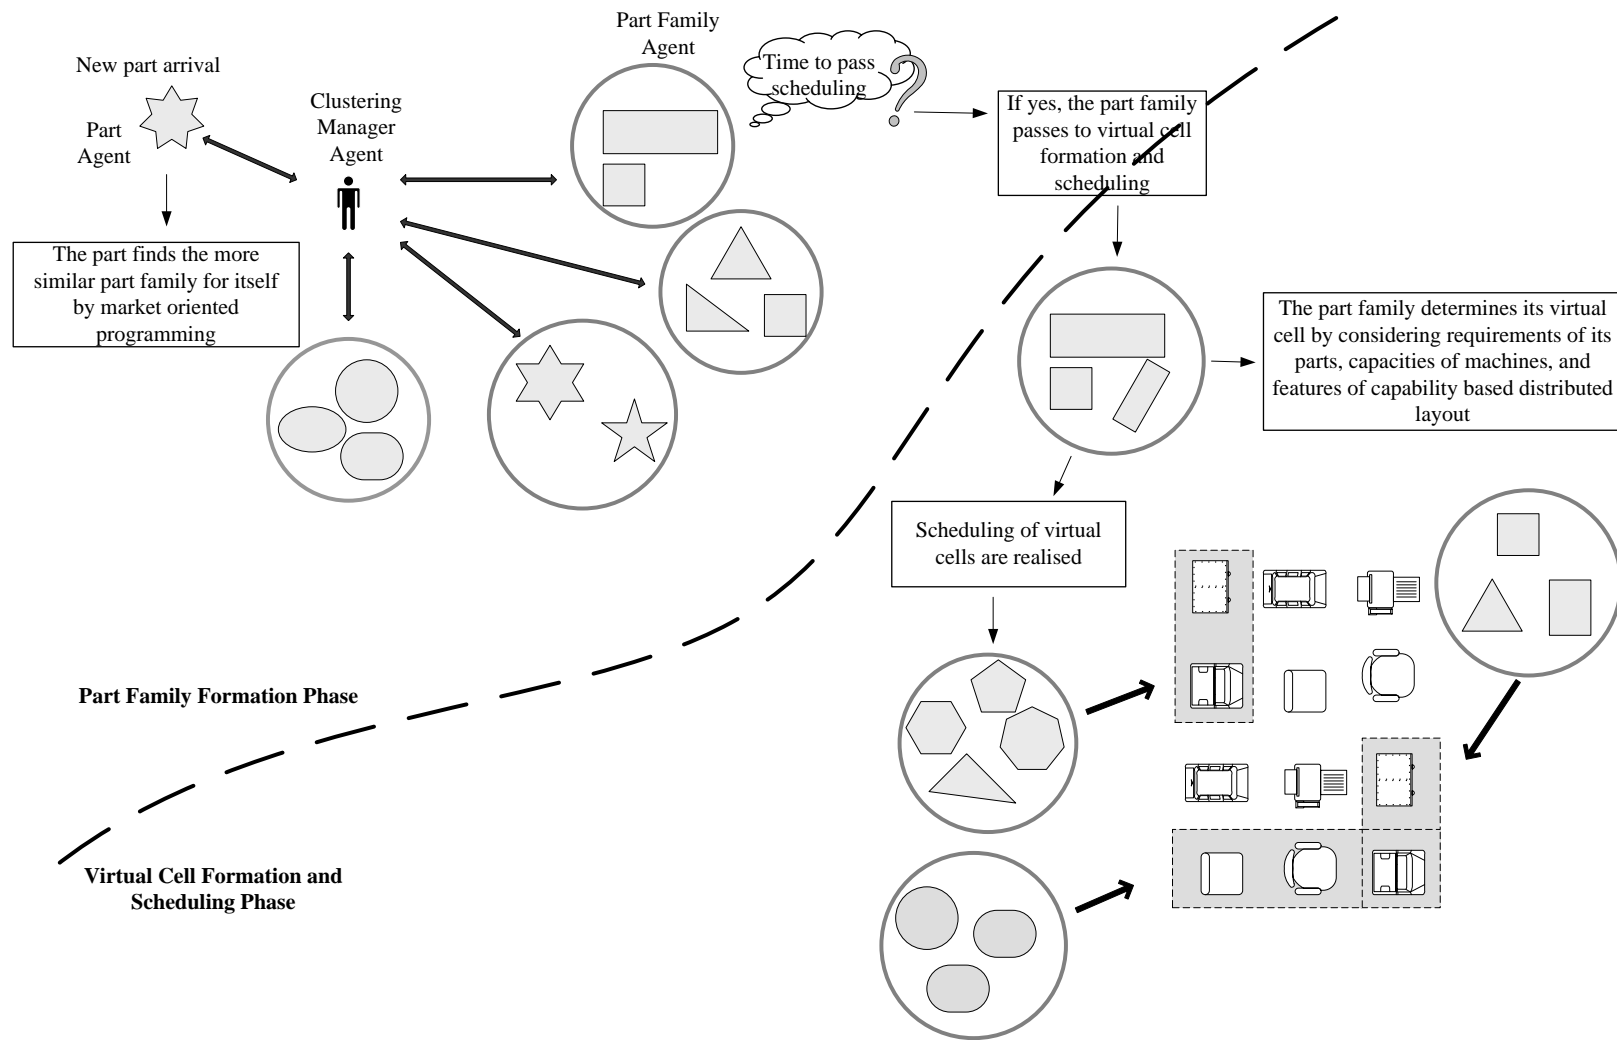 Part Family
Agent
Time to pass
scheduling
New part arrival
Part
Agent
Clustering
Manager
Agent
If yes, the part family
passes to virtual cell
formation and
scheduling
The part finds the more
similar part family for itself
by market oriented
programming
The part family determines its virtual
cell by considering requirements of its
parts, capacities of machines, and
features of capability based distributed
layout
Scheduling of virtual
cells are realised
Part Family Formation Phase
Virtual Cell Formation and
Scheduling Phase